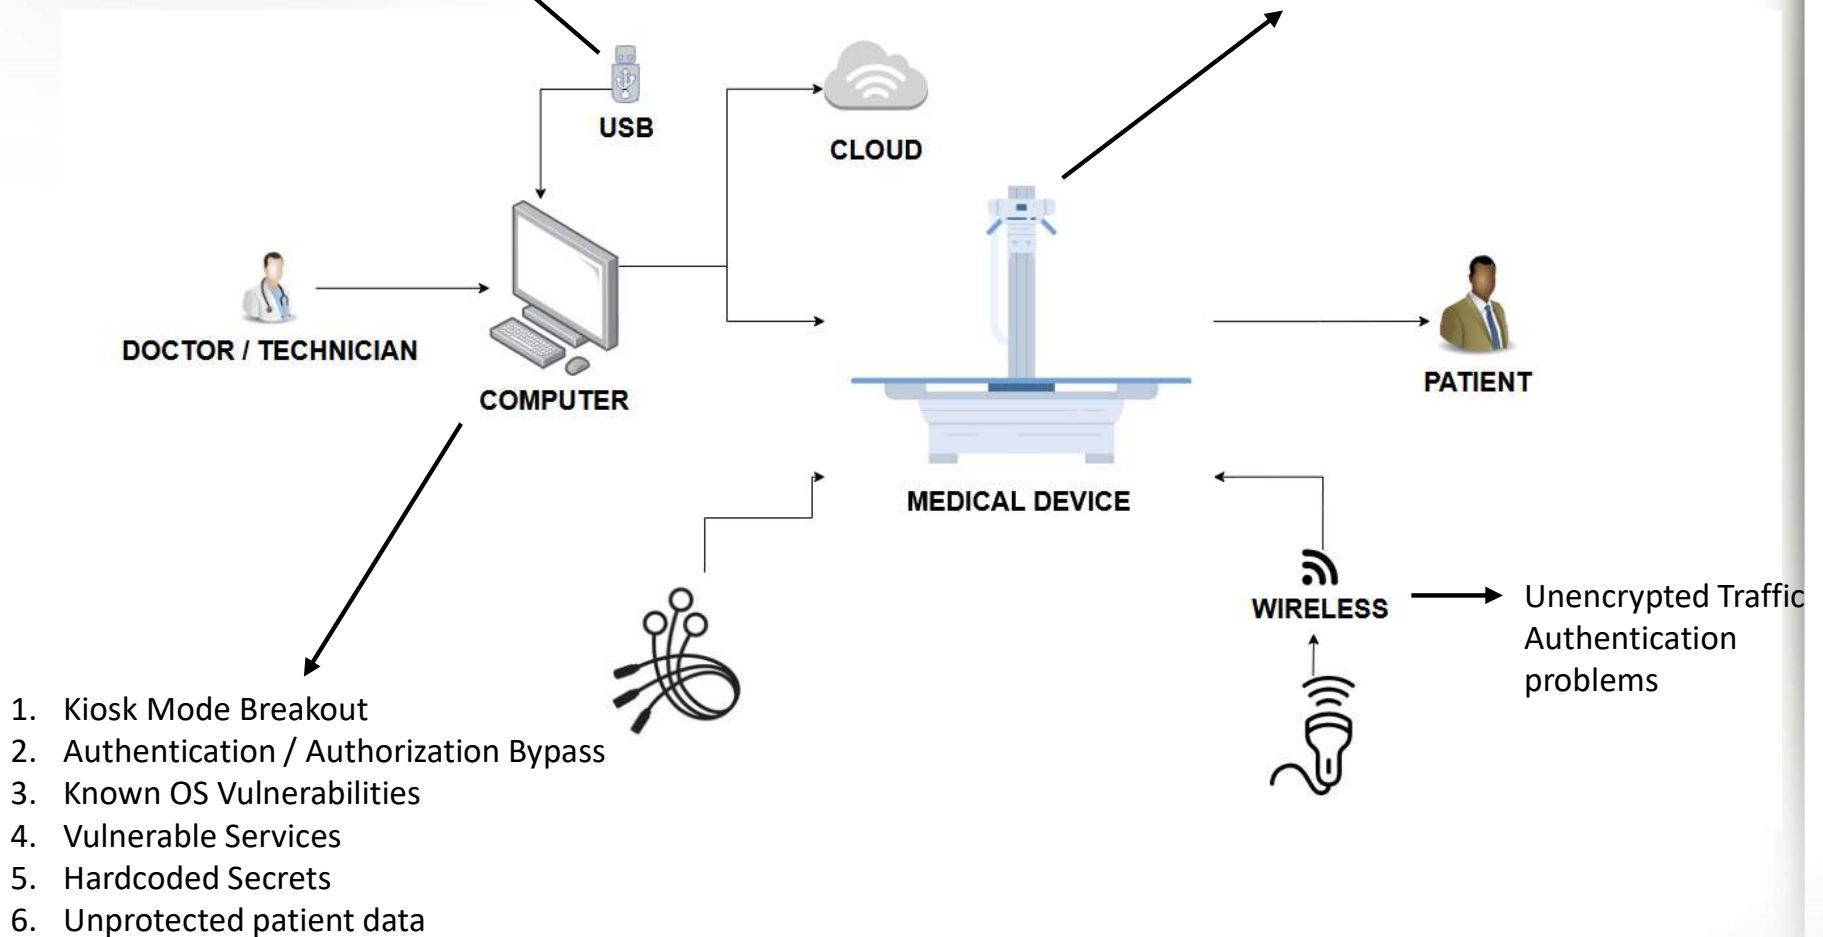 USB
CLOUD
DOCTOR / TECHNICIAN
COMPUTER
PATIENT
MEDICAL DEVICE
WIRELESS
Unencrypted Traffic
Authentication
problems
1. Kiosk Mode Breakout
2. Authentication / Authorization Bypass
3. Known OS Vulnerabilities
4. Vulnerable Services
5. Hardcoded Secrets
6. Unprotected patient data